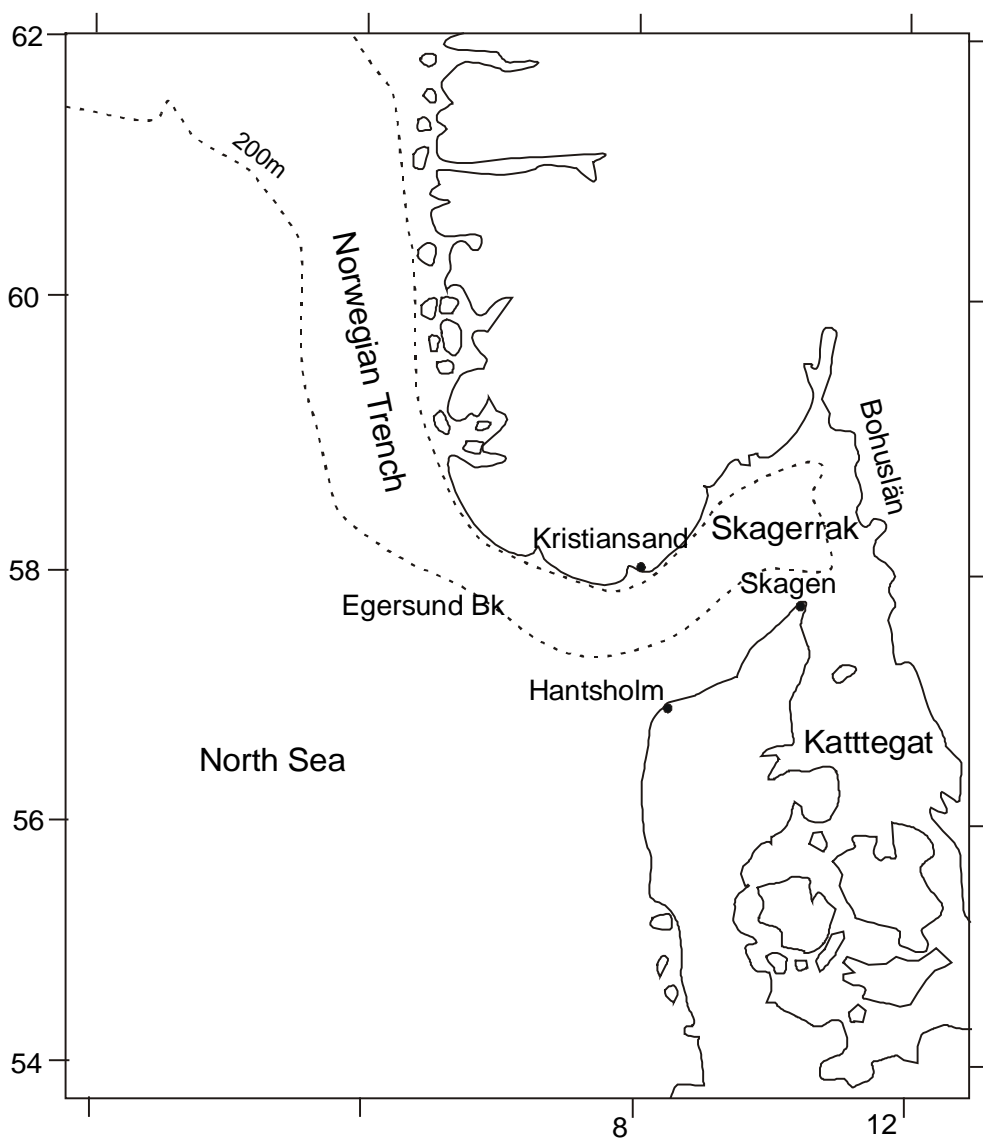 62
200m
Norwegian Trench
60
Bohuslän
Skagerrak
Kristiansand
58
Skagen
Egersund Bk
Hantsholm
Katttegat
North Sea
56
54
8
12